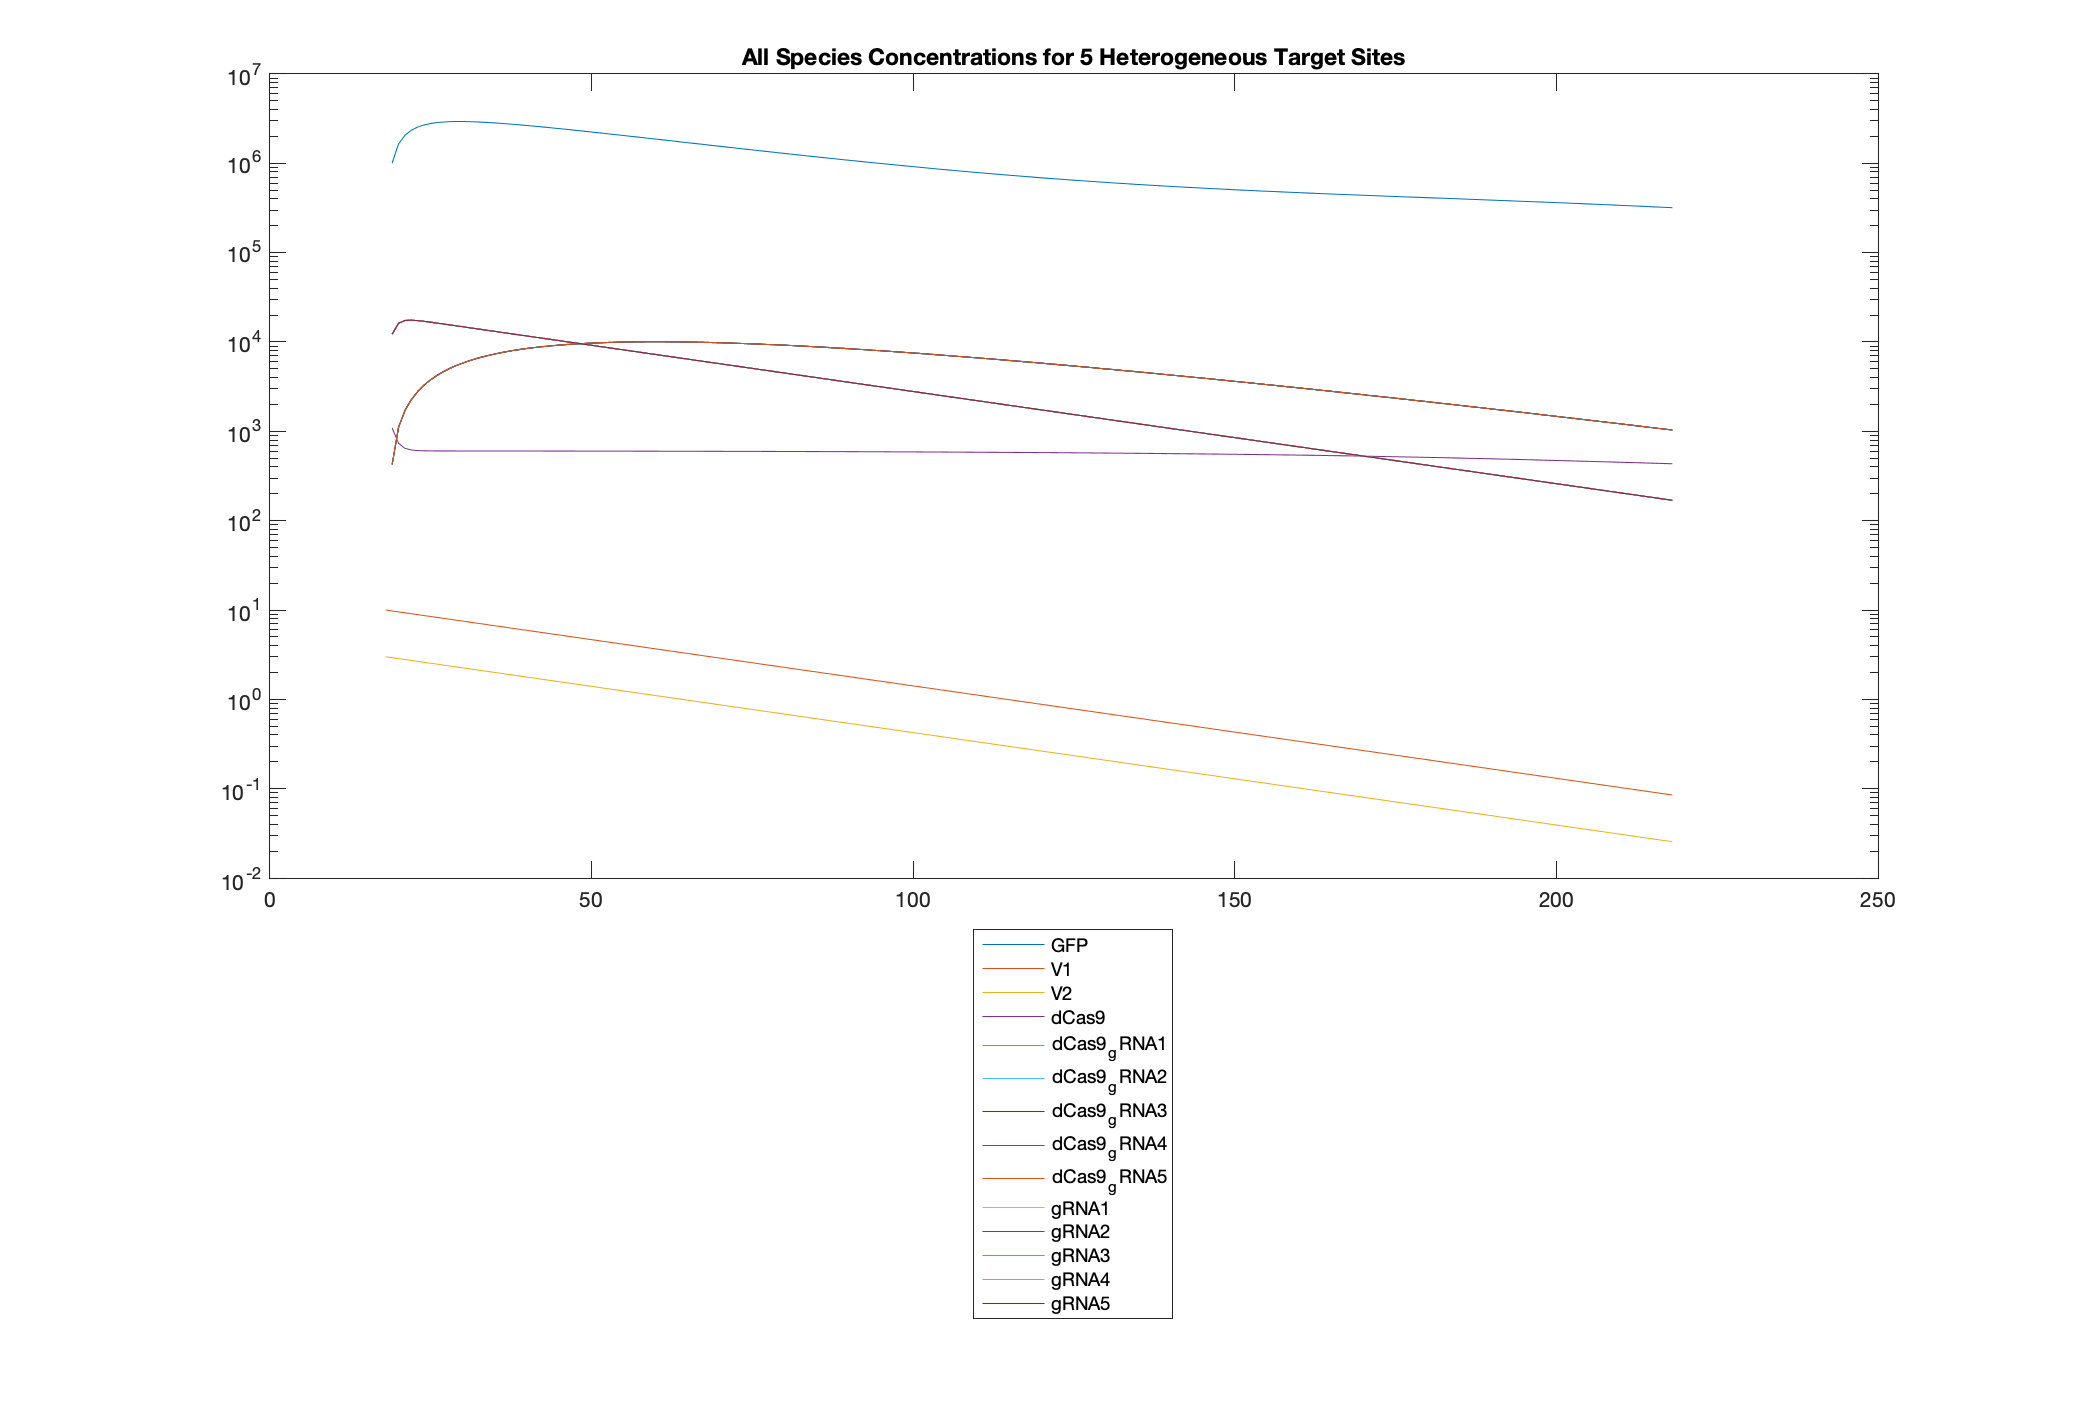 All Species Concentrations for 5 Heterogeneous Target Sites
10^7
10^6
10^5
10^4
10^3
10^2
10^1
10^0
10^-1
10^-2
0 50 100 150 200 250
GFP
V1
V2
dCas9
dCas9_gRNA1
dCas9_gRNA2
dCas9_gRNA3
dCas9_gRNA4
dCas9_gRNA5
gRNA1
gRNA2
gRNA3
gRNA4
gRNA5